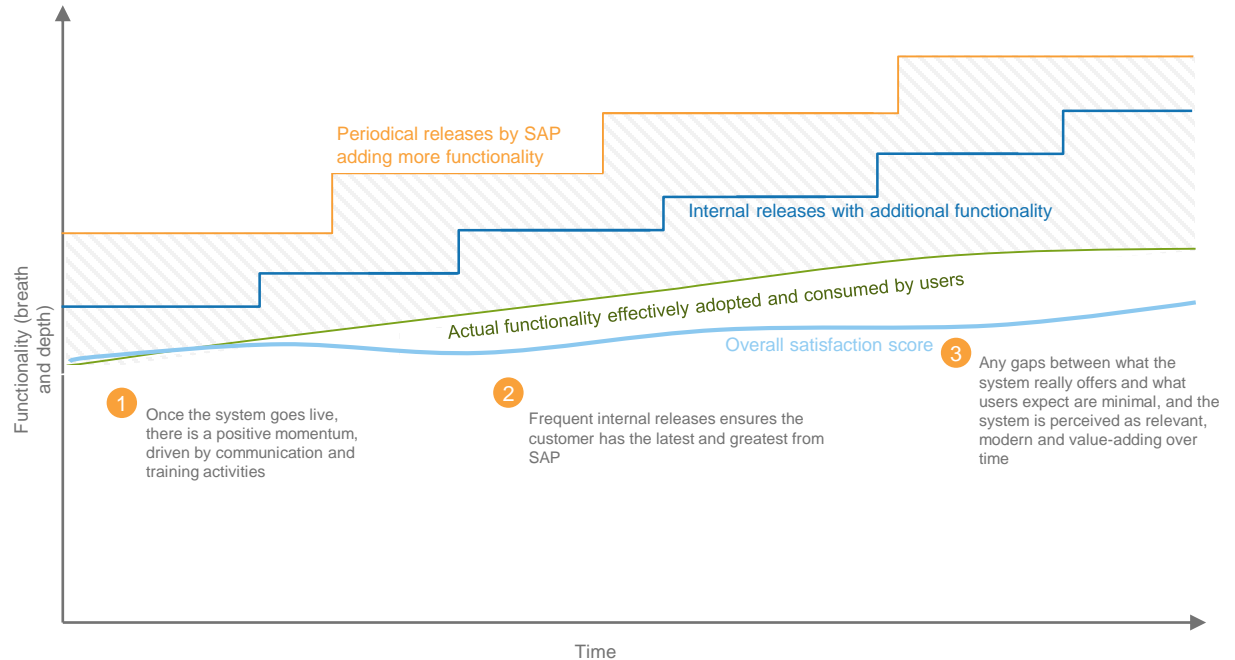 Periodical releases by SAP
adding more functionality
Internal releases with additional functionality
Actual functionality effectively adopted and consumed by users
Overall satisfaction score
Functionality (breath
and depth)
1
Once the system goes live,
there is a positive momentum,
driven by communication and
training activities
2
Frequent internal releases ensures the
customer has the latest and greatest from
SAP
3
Any gaps between what the
system really offers and what
users expect are minimal, and the
system is perceived as relevant,
modern and value-adding over
time
Time